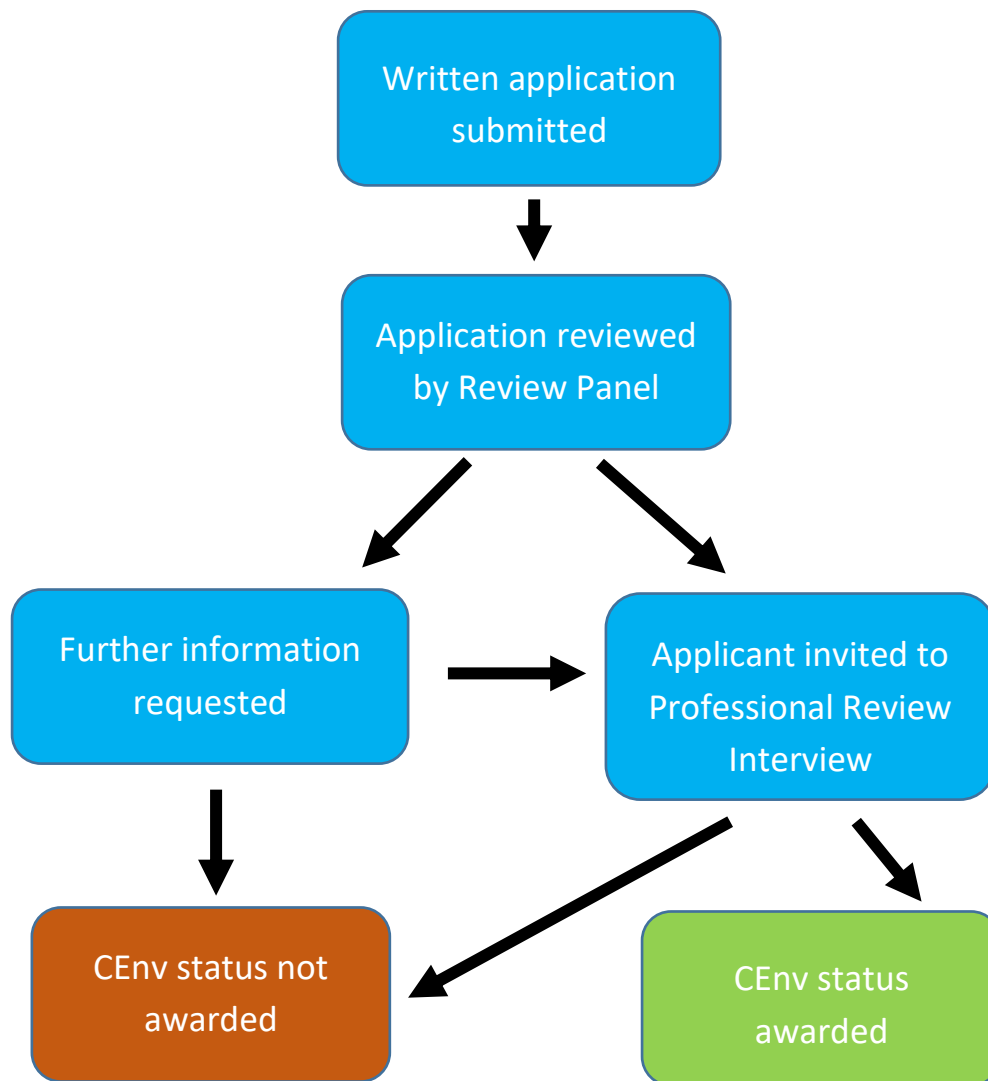 Written application
submitted
Application reviewed
by Review Panel
Further information
requested
Applicant invited to
Professional Review
Interview
CEnv status not
awarded
CEnv status
awarded